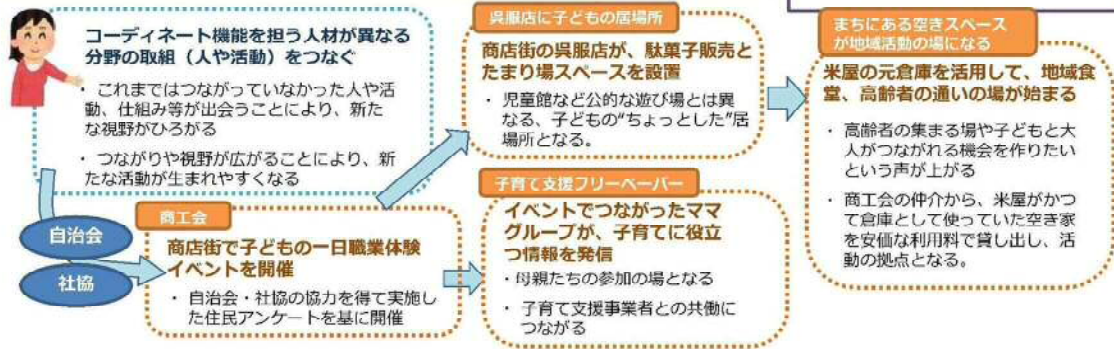 コーディネート機能を担う人材が異なる
分野の取組（人や活動）をつなぐ
・ これまではつながっていなかった人や活
動、仕組み等が出会うことにより、新た
な視野がひろがる
・ つながりや視野が広がることにより、新
たな活動が生まれやすくなる
自治会
社協
商工会
商店街で子どもの一日職業体験
イベントを開催
・ 自治会・社協の協力を得て実施し
た住民アンケートを基に開催
呉服店に子どもの居場所
商店街の呉服店が、駄菓子販売と
たまり場スペースを設置
・ 児童館など公的な遊び場とは異
なる、子どもの“ちょっとした”居
場所となる。
子育て支援フリーペーパー
イベントでつながったママ
グループが、子育てに役立
つ情報を発信
・母親たちの参加の場となる
・ 子育て支援事業者との共働に
つながる
まちにある空きスペース
が地域活動の場になる
米屋の元倉庫を活用して、地域食
堂、高齢者の通いの場が始まる
・ 高齢者の集まる場や子どもと大
人がつながれる機会を作りたい
という声が上がる
・ 商工会の仲介から、米屋がかつ
て倉庫として使っていた空き家
を安価な利用料で貸し出し、活
動の拠点となる。